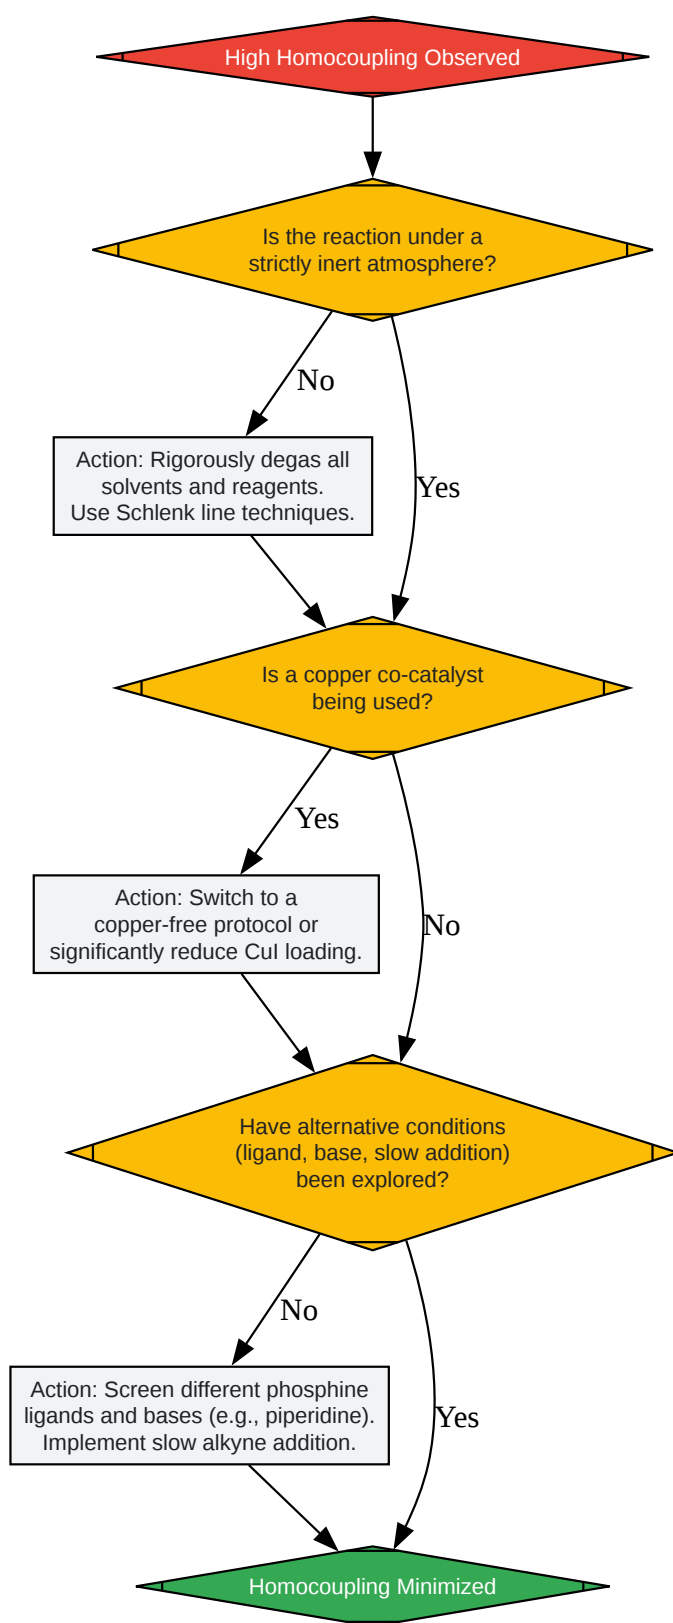 High Homocoupling Observed
Is the reaction under a
strictly inert atmosphere?
No
Action: Rigorously degas all
solvents and reagents.
Use Schlenk line techniques.
Yes
Is a copper co-catalyst
being used?
Yes
Action: Switch to a
copper-free protocol or
significantly reduce CuI loading.
No
Have alternative conditions
(ligand, base, slow addition)
been explored?
No
Action: Screen different phosphine
ligands and bases (e.g., piperidine).
Implement slow alkyne addition.
Yes
Homocoupling Minimized